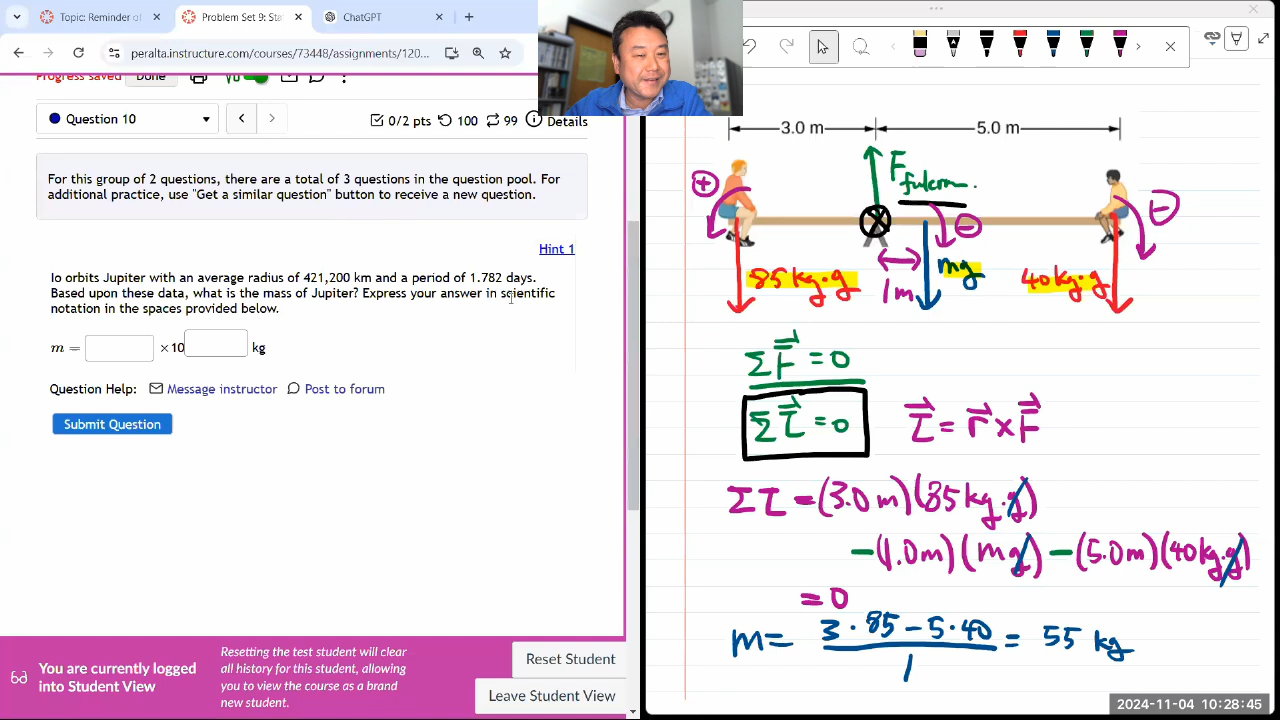 Topic: Reminder of
Problem Set 9: Sta
ChatGPT
peralta.instructure.com/courses/73448/assignments/120...
Progress saved
Done
Question 10
0/2 pts
100
99
Details
For this group of 2 questions, there are a total of 3 questions in the question pool. For
additional practice, use "Get a similar question" button to receive a new question.
Hint 1
Io orbits Jupiter with an average radius of 421,200 km and a period of 1.782 days.
Based upon these data, what is the mass of Jupiter? Express your answer in scientific
notation in the spaces provided below.
m =
×10
kg
Question Help:
Message instructor
Post to forum
Submit Question
You are currently logged
into Student View
Resetting the test student will clear
all history for this student, allowing
you to view the course as a brand
new student.
Reset Student
Leave Student View
3.0 m
5.0 m
F fulcrum.
+
−
−
85 kg·g
1m
mg
40kg·g
ΣF⃗ = 0
Στ⃗ = 0
τ⃗ = r⃗ × F⃗
Στ = (3.0 m)(85 kg·g)
− (1.0m)(mg) − (5.0m)(40kg·g)
= 0
m = 3·85 − 5·40 / 1 = 55 kg
2024-11-04 10:28:45